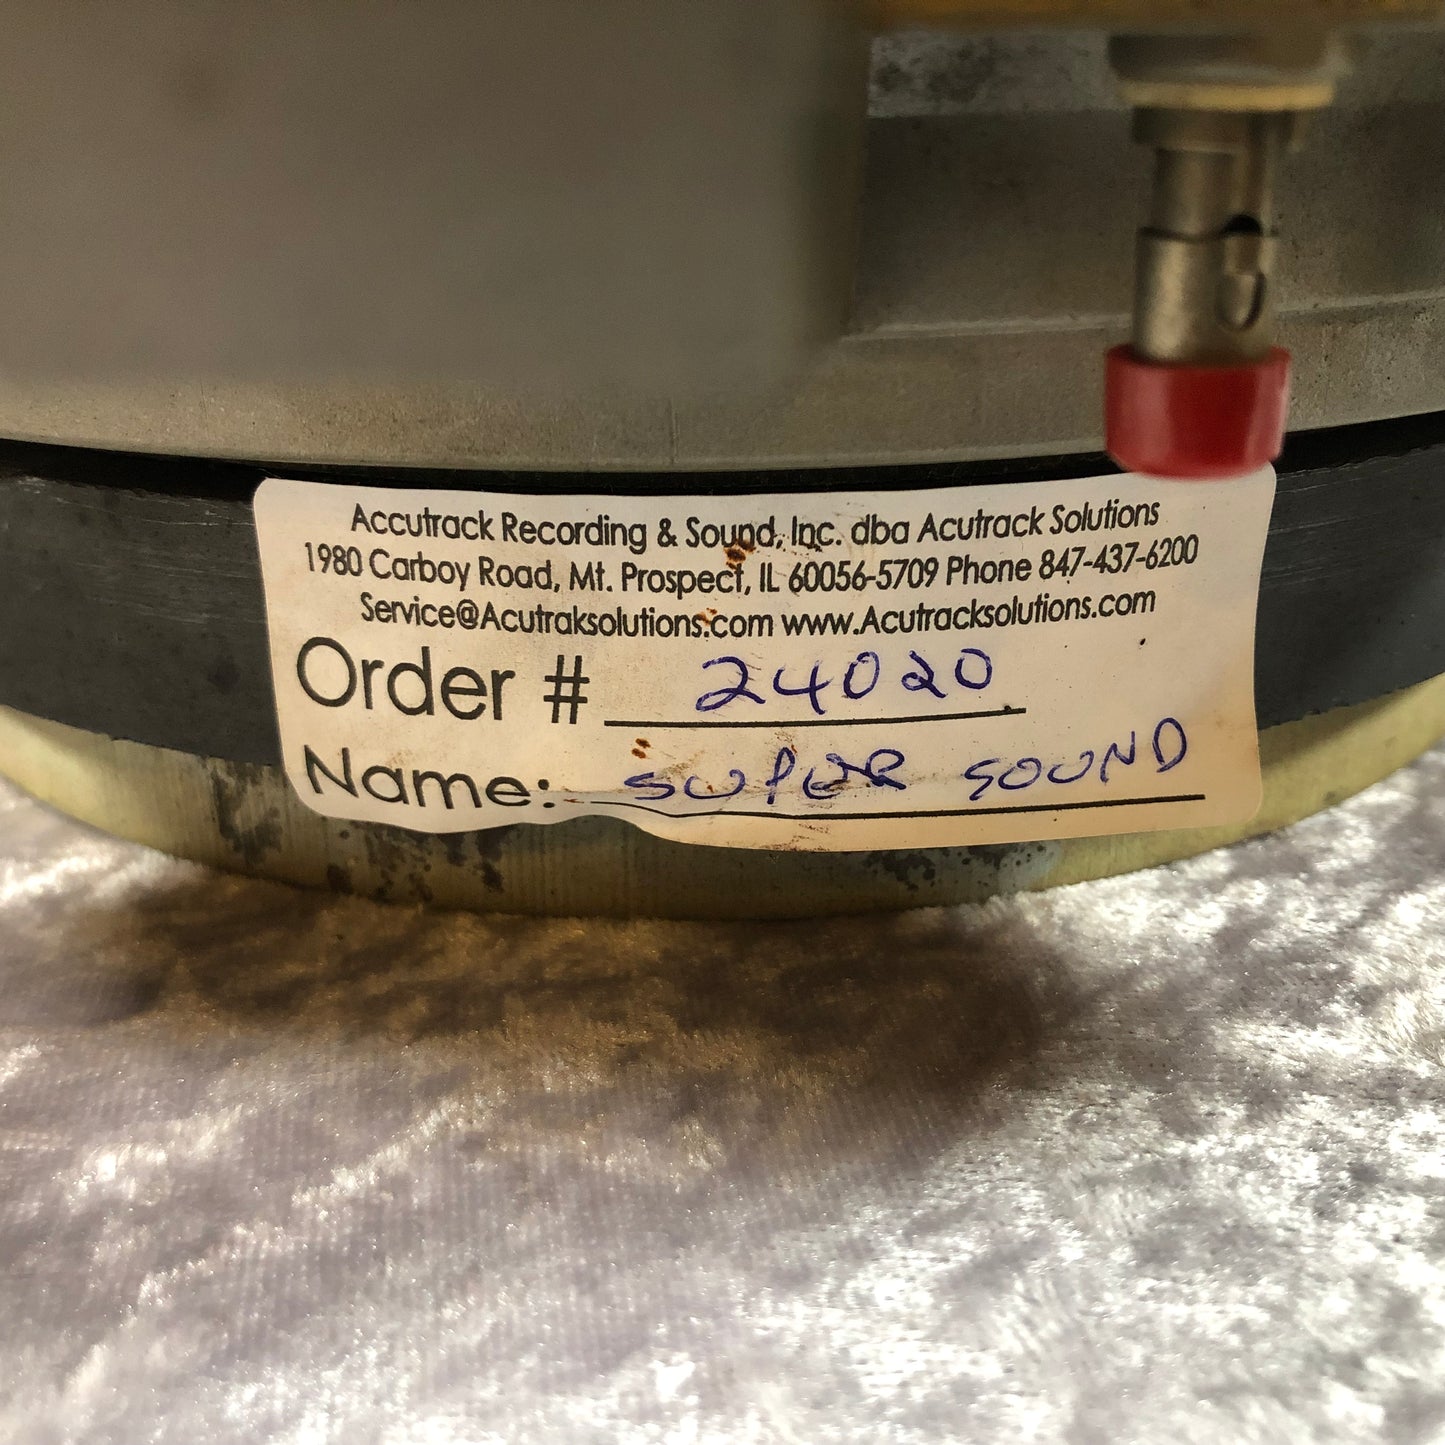 Accutrack Recording & Sound, Inc. dba Acutrack Solutions
1980 Carboy Road, Mt. Prospect, IL 60056-5709 Phone 847-437-6200
Service@Acutraksolutions.com www.Acutracksolutions.com
Order # 24020
Name: SUPER SOUND